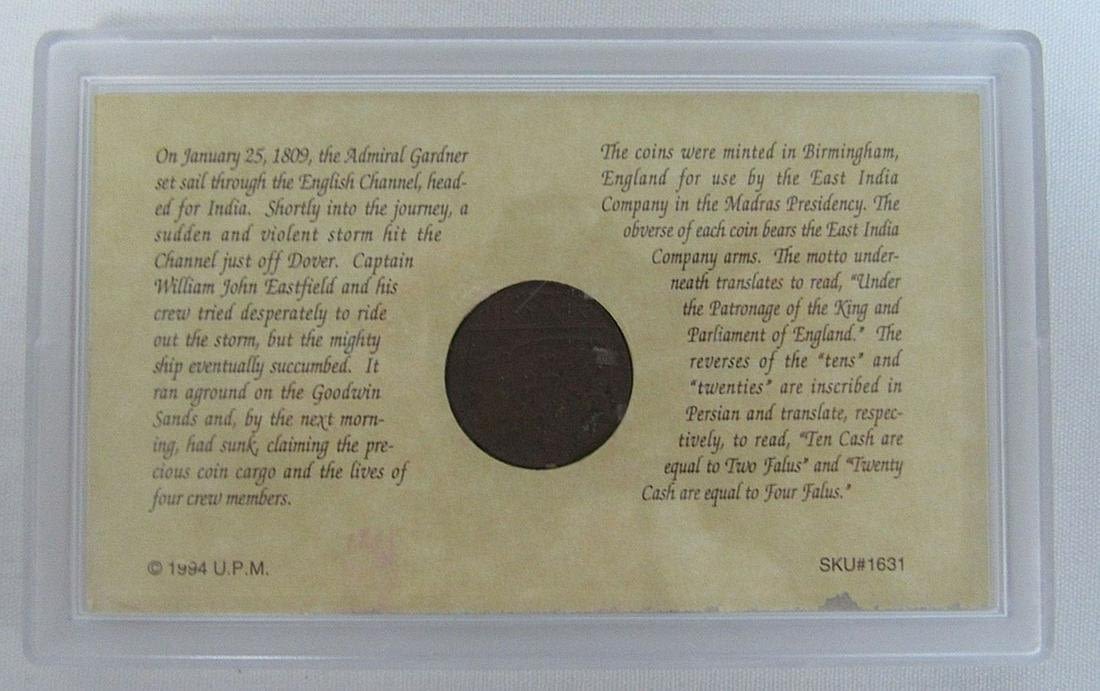 On January 25, 1809, the Admiral Gardner
set sail through the English Channel, head-
ed for India. Shortly into the journey, a
sudden and violent storm hit the
Channel just off Dover. Captain
William John Eastfield and his
crew tried desperately to ride
out the storm, but the mighty
ship eventually succumbed. It
ran aground on the Goodwin
Sands and, by the next morn-
ing, had sunk, claiming the pre-
cious coin cargo and the lives of
four crew members.
© 1994 U.P.M.
The coins were minted in Birmingham,
England for use by the East India
Company in the Madras Presidency. The
obverse of each coin bears the East India
Company arms. The motto under-
neath translates to read, "Under
the Patronage of the King and
Parliament of England." The
reverses of the "tens" and
"twenties" are inscribed in
Persian and translate, respec-
tively, to read, "Ten Cash are
equal to Two Falus" and "Twenty
Cash are equal to Four Falus."
SKU#1631